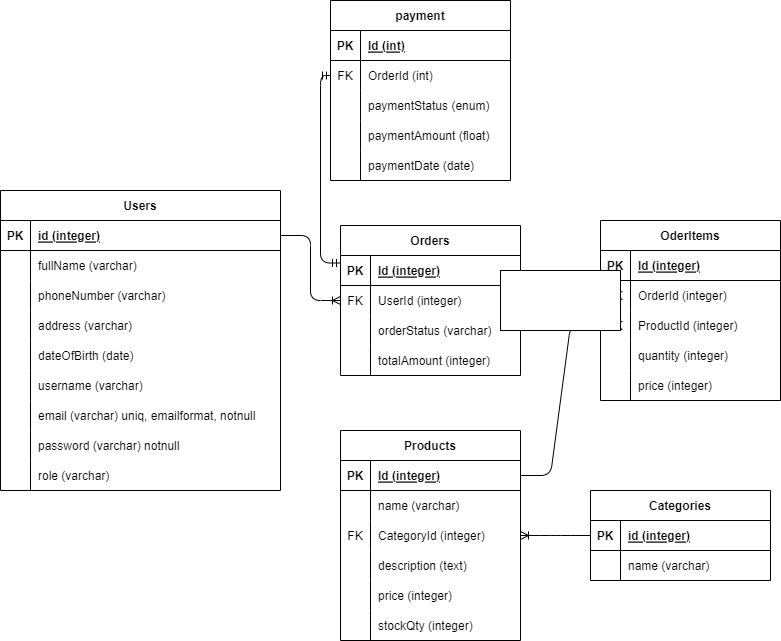 payment
PK Id (int)
FK OrderId (int)
paymentStatus (enum)
paymentAmount (float)
paymentDate (date)
Users
PK id (integer)
fullName (varchar)
phoneNumber (varchar)
address (varchar)
dateOfBirth (date)
username (varchar)
email (varchar) uniq, emailformat, notnull
password (varchar) notnull
role (varchar)
Orders
PK Id (integer)
FK UserId (integer)
orderStatus (varchar)
totalAmount (integer)
OderItems
PK Id (integer)
OrderId (integer)
ProductId (integer)
quantity (integer)
price (integer)
Products
PK Id (integer)
name (varchar)
FK CategoryId (integer)
description (text)
price (integer)
stockQty (integer)
Categories
PK id (integer)
name (varchar)